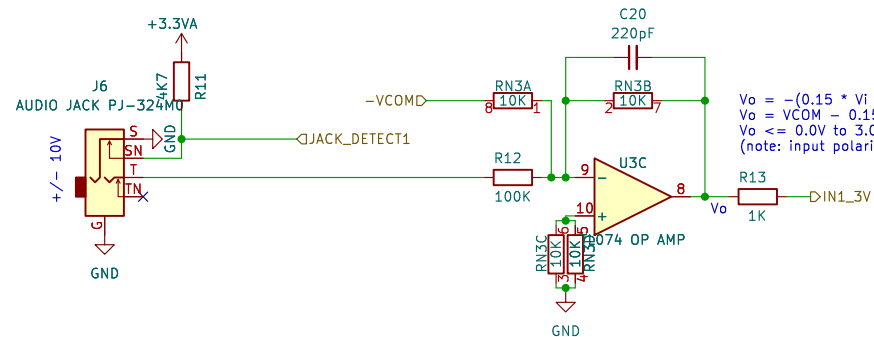 C20
220pF
+3.3VA
4K7
R11
J6
AUDIO JACK PJ-324M0
+/- 10V
S
SN
T
TN
G
GND
GND
JACK_DETECT1
-VCOM
RN3A
8
10K
1
RN3B
2
10K
7
R12
100K
U3C
9
10
8
-
+
RN3C
10K
6
3
10K
5
4
074 OP AMP
GND
Vo
R13
1K
IN1_3V
Vo = -(0.15 * Vi
Vo = VCOM - 0.15
Vo <= 0.0V to 3.0
(note: input polari